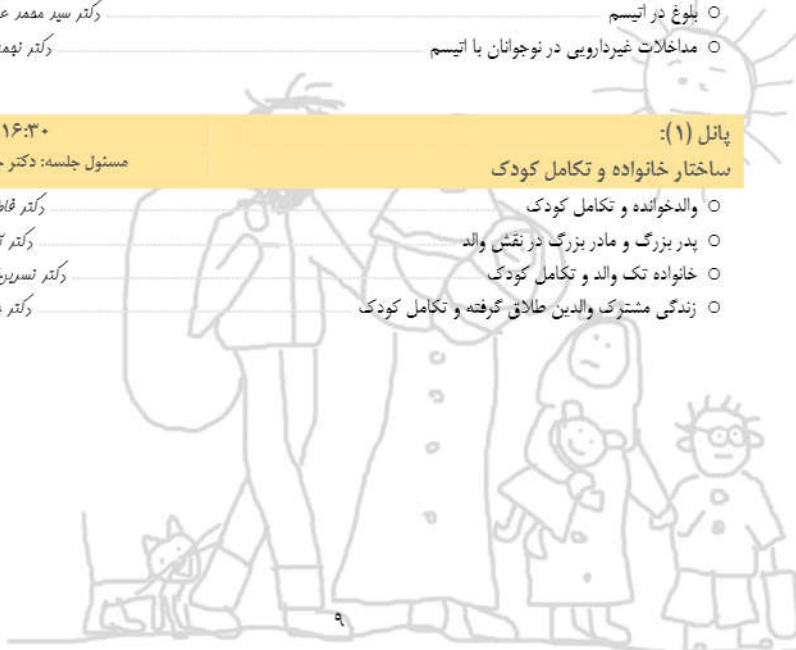 ○ بلوغ در اتیسم ........ دکتر سید محمد
○ مداخلات غیردارویی در نوجوانان با اتیسم ........ دکتر
پانل (۱): ۱۶:۳۰
ساختار خانواده و تکامل کودک مسئول جلسه: دکتر
○ والدخوانده و تکامل کودک ........ دکتر
○ پدر بزرگ و مادر بزرگ در نقش والد ........ دکتر
○ خانواده تک والد و تکامل کودک ........ دکتر نسرین
○ زندگی مشترک والدین طلاق گرفته و تکامل کودک ........ دکتر
۹